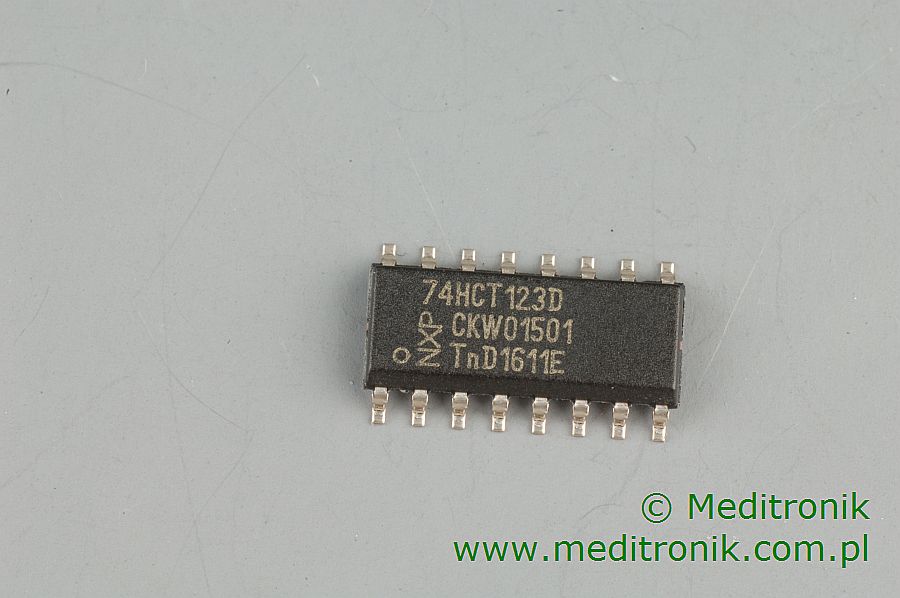 74HCT123D
CKW01501
TnD1611E
NXP
© Meditronik
www.meditronik.com.pl